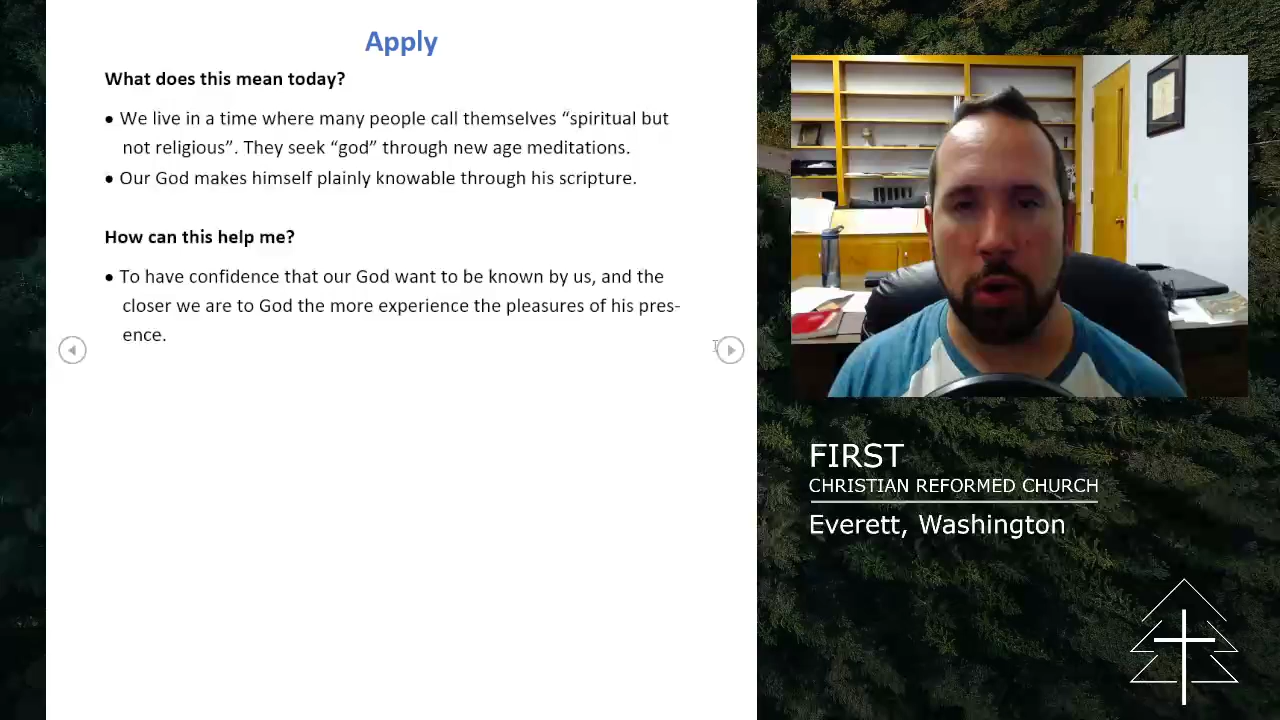 Apply
What does this mean today?
● We live in a time where many people call themselves “spiritual but
not religious”. They seek “god” through new age meditations.
● Our God makes himself plainly knowable through his scripture.
How can this help me?
● To have confidence that our God want to be known by us, and the
closer we are to God the more experience the pleasures of his pres-
ence.
FIRST
CHRISTIAN REFORMED CHURCH
Everett, Washington